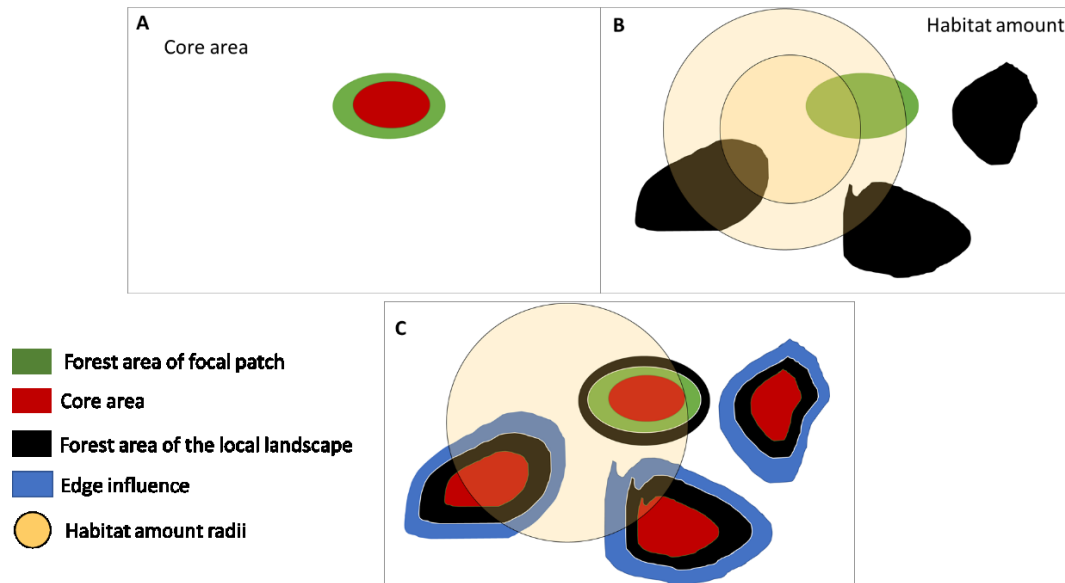 A
Core area
B
Habitat amount
C
Forest area of focal patch
Core area
Forest area of the local landscape
Edge influence
Habitat amount radii